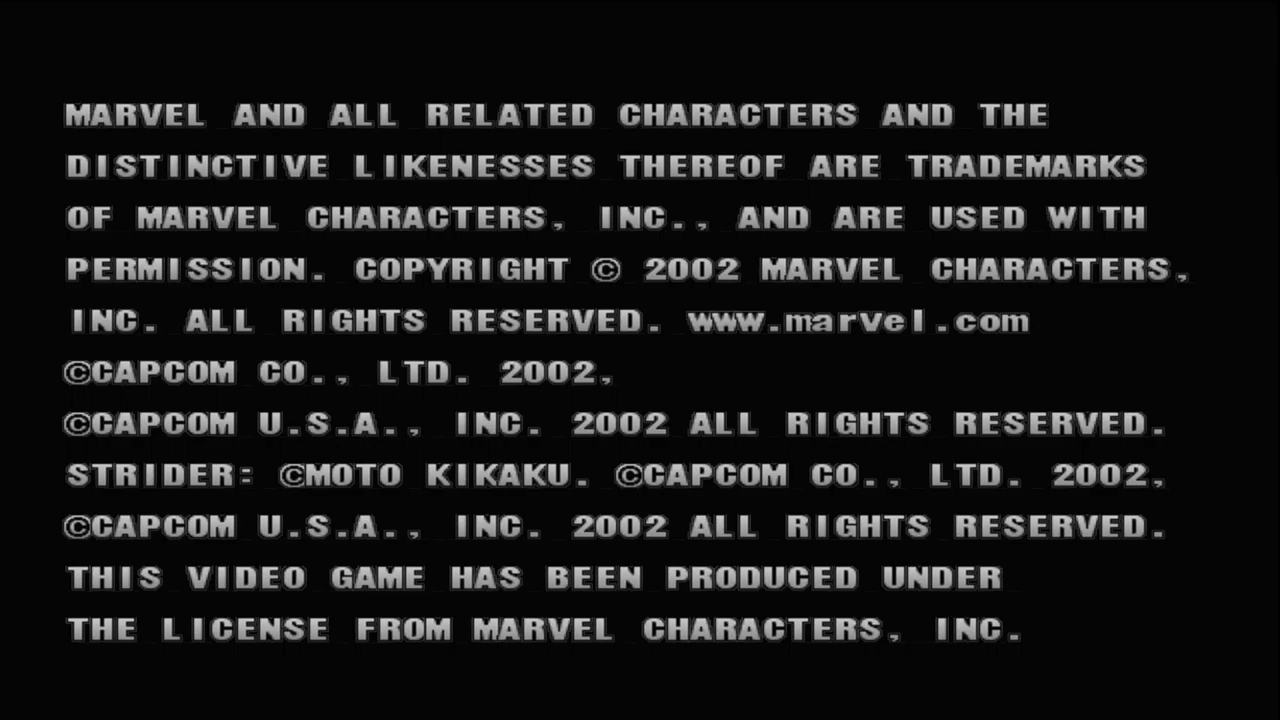 MARVEL AND ALL RELATED CHARACTERS AND THE
DISTINCTIVE LIKENESSES THEREOF ARE TRADEMARKS
OF MARVEL CHARACTERS, INC., AND ARE USED WITH
PERMISSION. COPYRIGHT © 2002 MARVEL CHARACTERS,
INC. ALL RIGHTS RESERVED. www.marvel.com
©CAPCOM CO., LTD. 2002,
©CAPCOM U.S.A., INC. 2002 ALL RIGHTS RESERVED.
STRIDER: ©MOTO KIKAKU. ©CAPCOM CO., LTD. 2002,
©CAPCOM U.S.A., INC. 2002 ALL RIGHTS RESERVED.
THIS VIDEO GAME HAS BEEN PRODUCED UNDER
THE LICENSE FROM MARVEL CHARACTERS, INC.